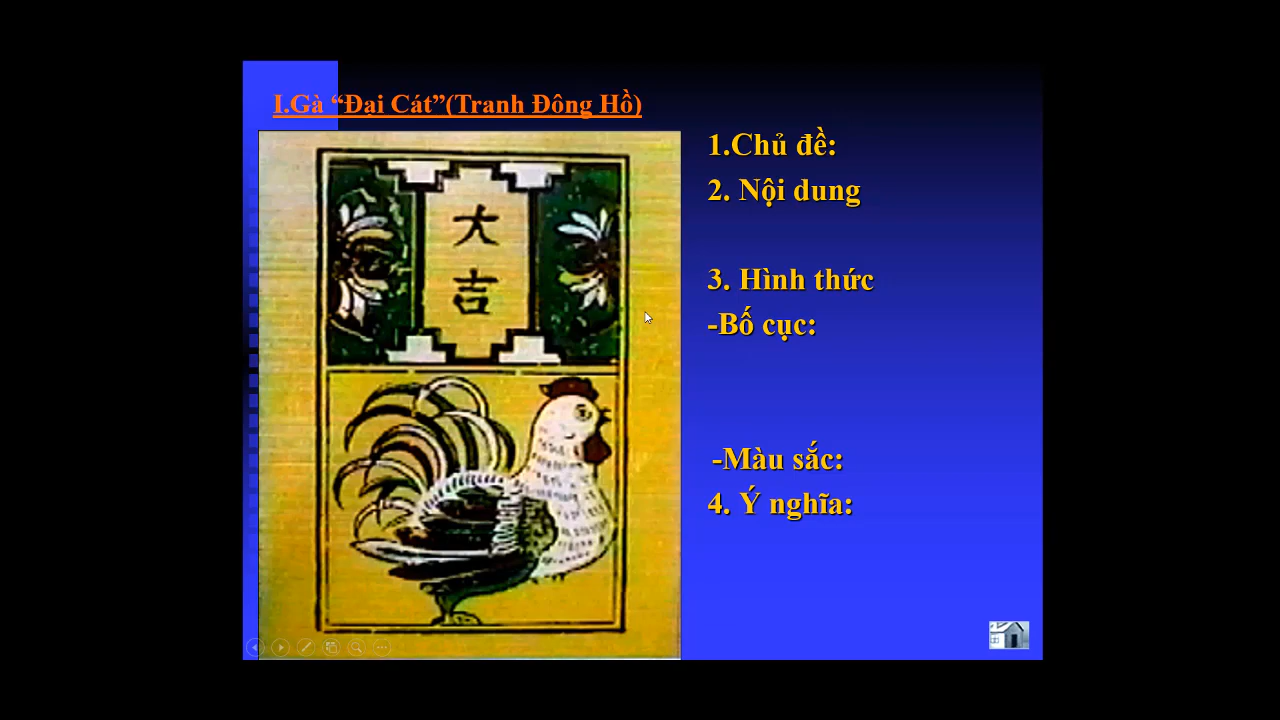 I.Gà “Đại Cát”(Tranh Đông Hồ)
大
吉
1.Chủ đề:
2. Nội dung
3. Hình thức
-Bố cục:
-Màu sắc:
4. Ý nghĩa: